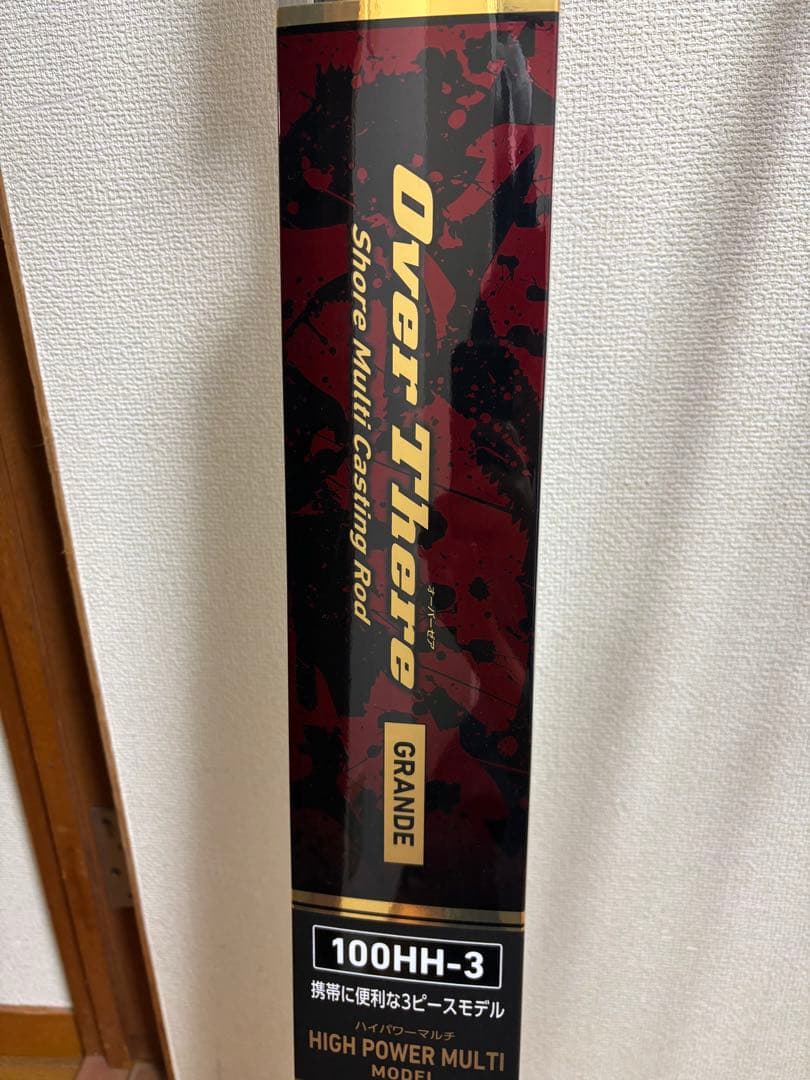 Over There
オーバーゼア
Shore Multi Casting Rod
GRANDE
100HH-3
携帯に便利な3ピースモデル
ハイパワーマルチ
HIGH POWER MULTI
MODEL